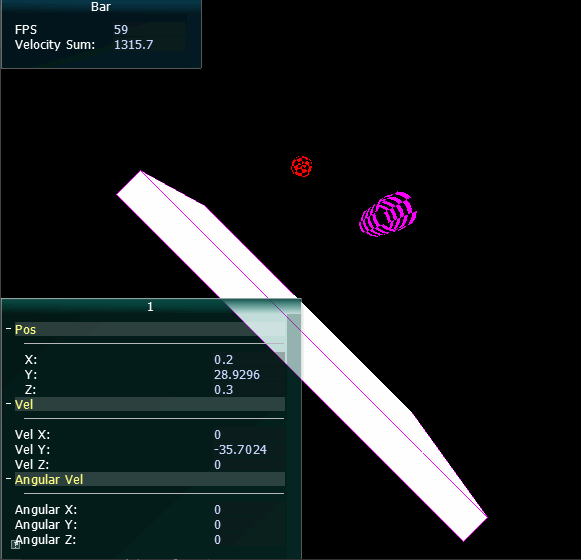 Bar
FPS 59
Velocity Sum: 1315.7
1
Pos
X: 0.2
Y: 28.9296
Z: 0.3
Vel
Vel X: 0
Vel Y: -35.7024
Vel Z: 0
Angular Vel
Angular X: 0
Angular Y: 0
Angular Z: 0